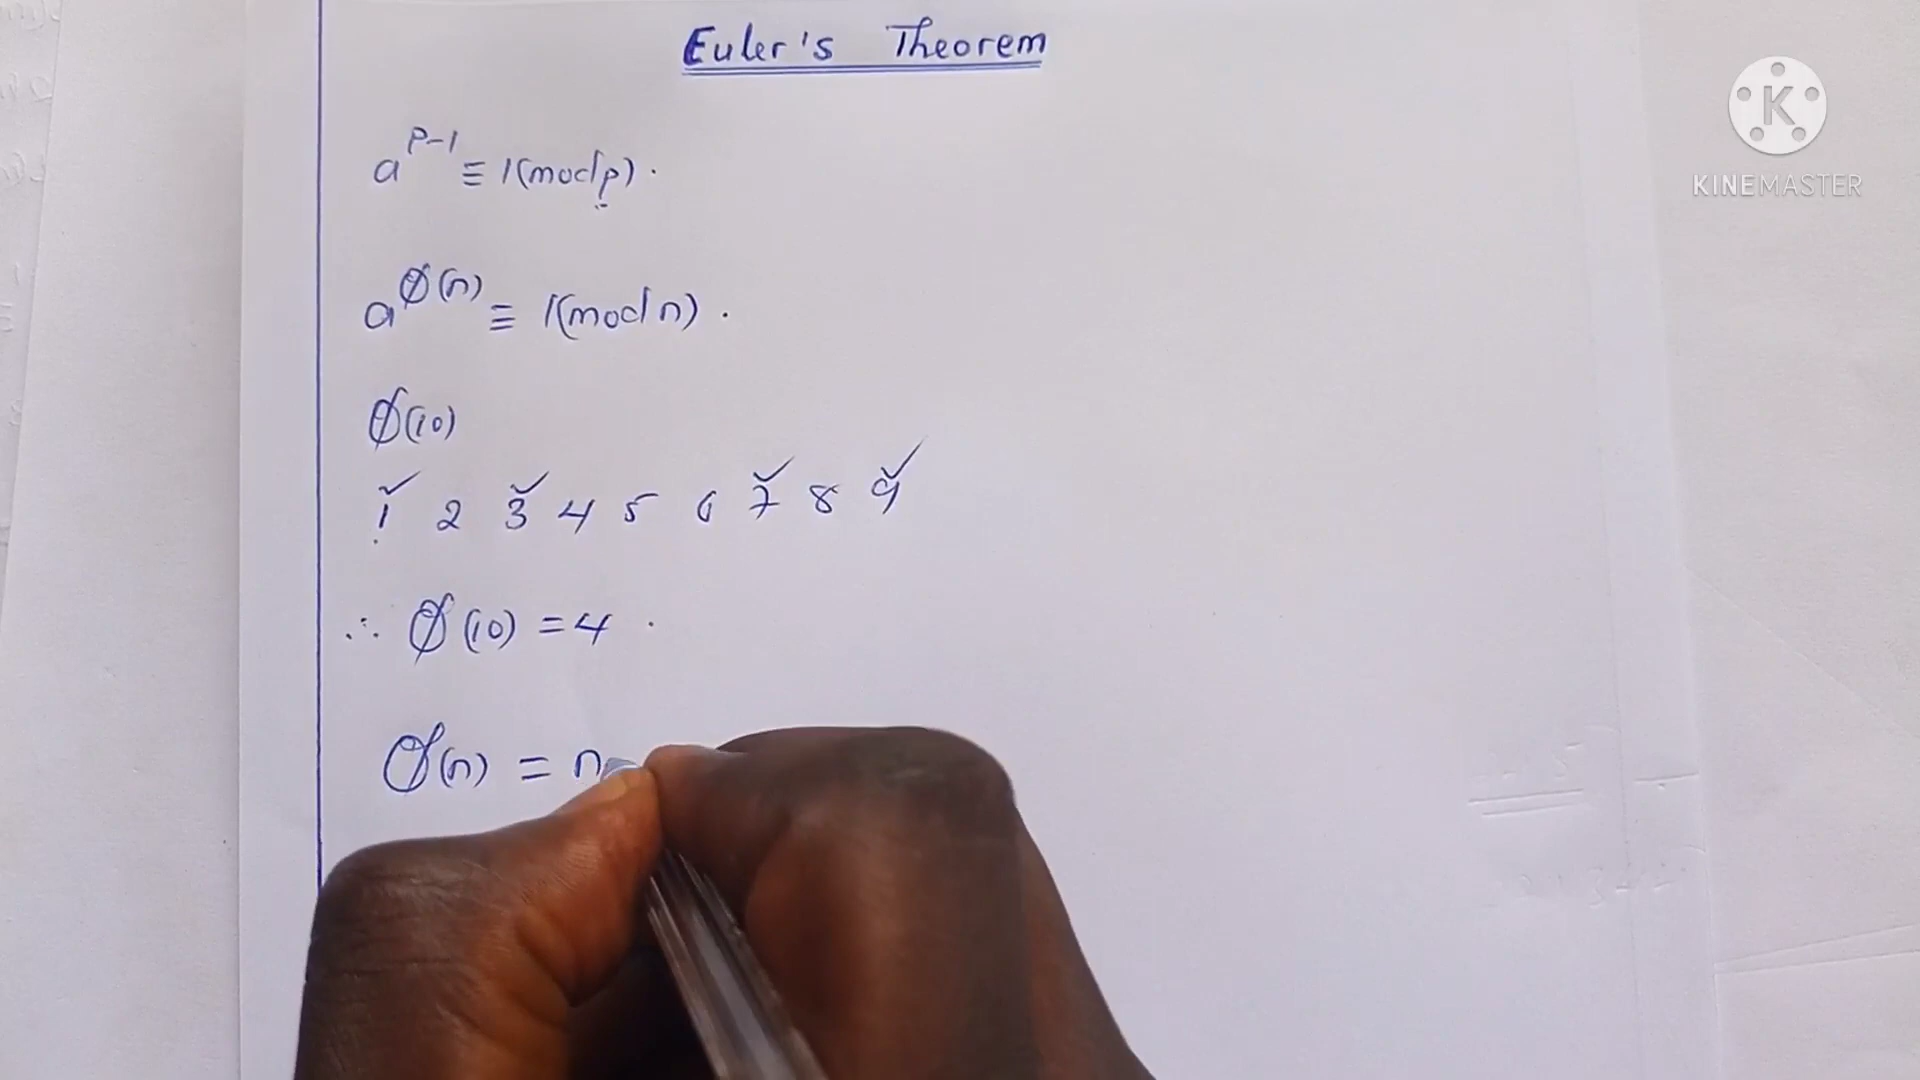 Euler's Theorem
a^{p-1} ≡ 1(mod p).
a^{Ø(n)} ≡ 1(mod n).
Ø(10)
1 2 3 4 5 6 7 8 9
∴ Ø(10) = 4.
Ø(n) = n
K
KINEMASTER